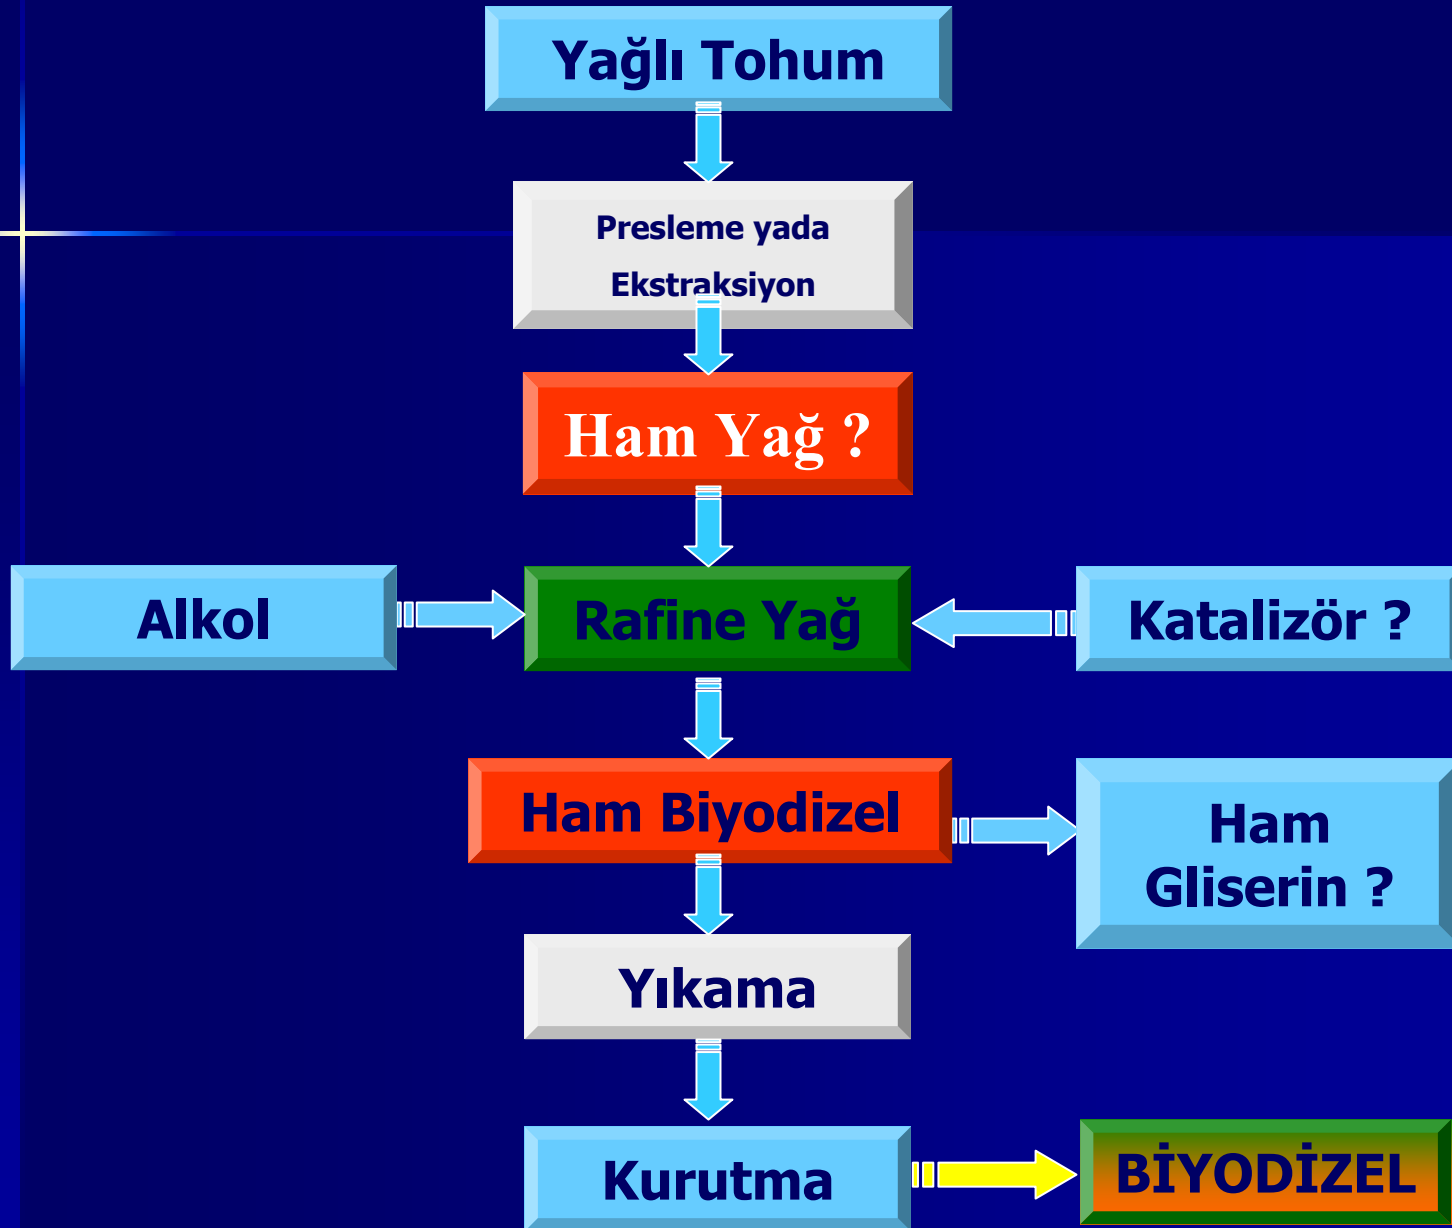 Yağlı Tohum
Presleme yada
Ekstraksiyon
Ham Yağ ?
Alkol
Rafine Yağ
Katalizör ?
Ham Biyodizel
Ham
Gliserin ?
Yıkama
Kurutma
BİYODİZEL